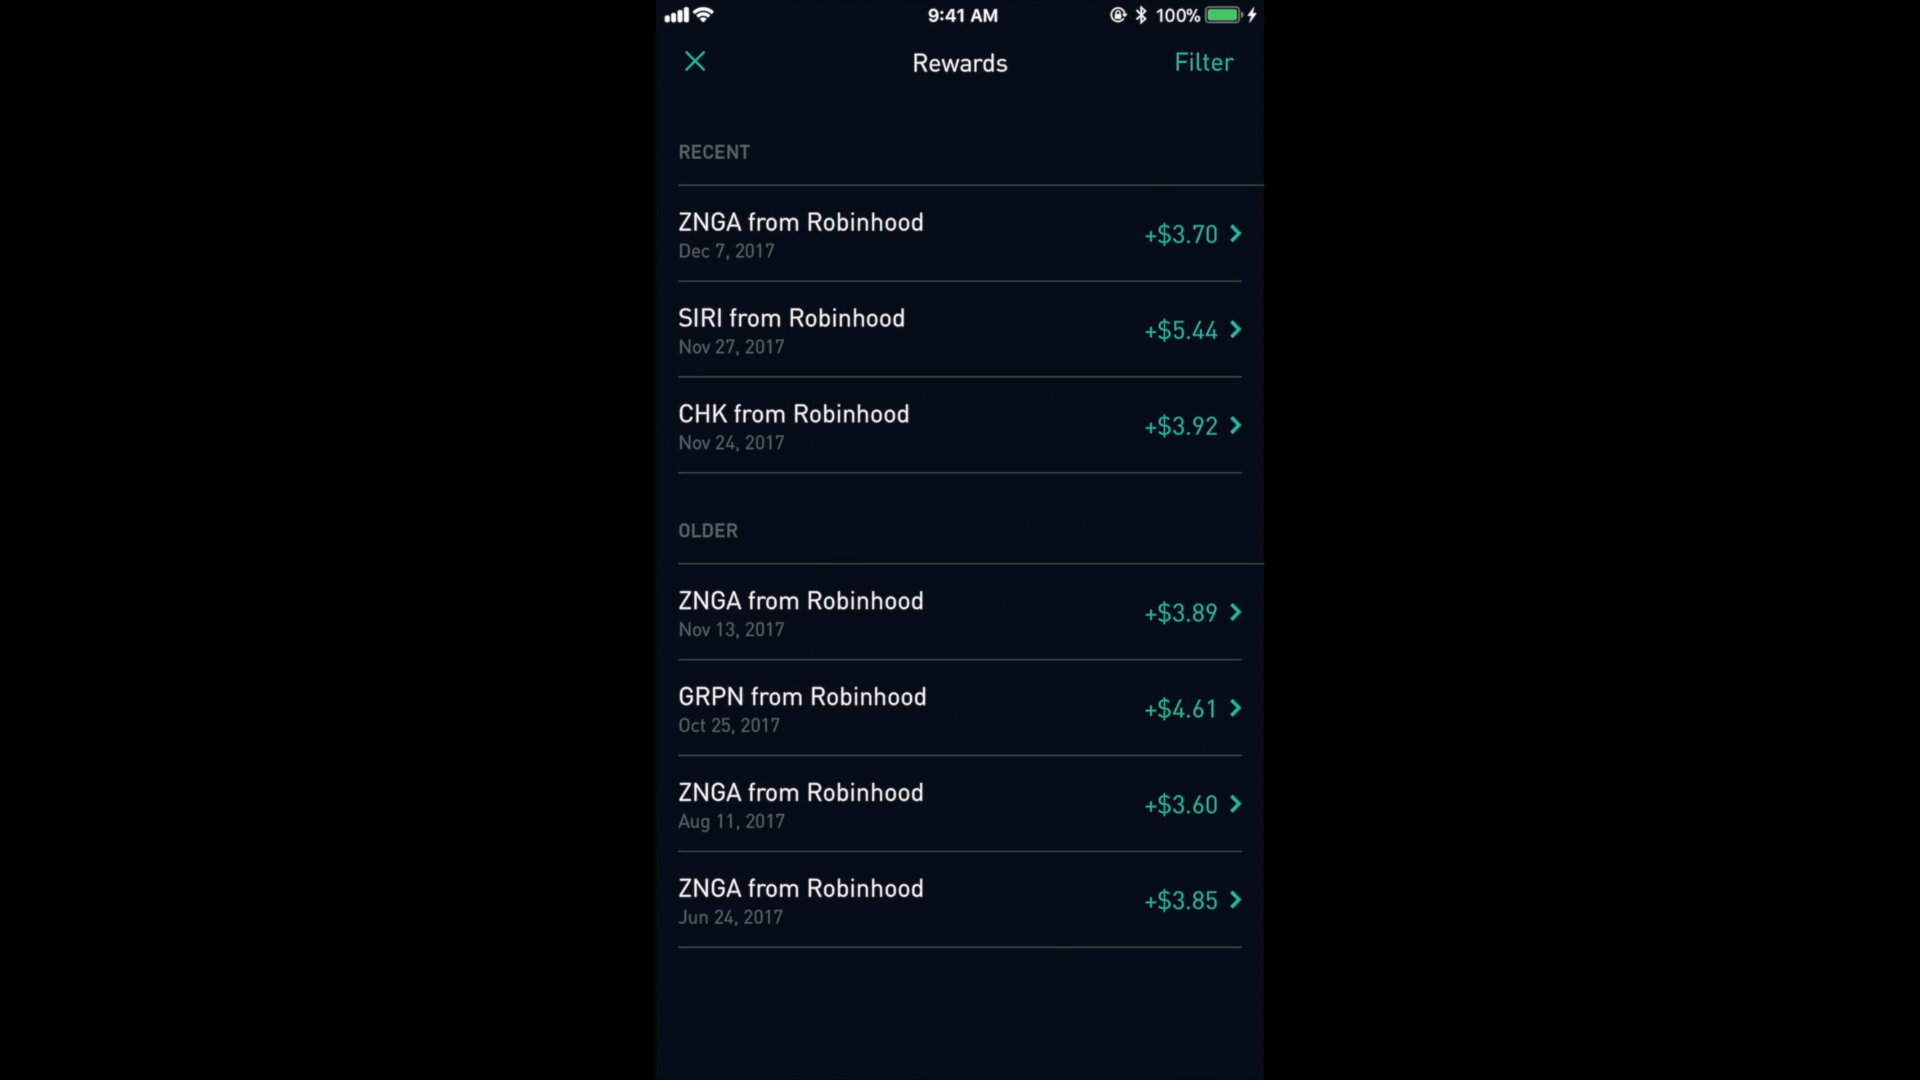 9:41 AM
100%
Rewards
Filter
RECENT
ZNGA from Robinhood
Dec 7, 2017
+$3.70
SIRI from Robinhood
Nov 27, 2017
+$5.44
CHK from Robinhood
Nov 24, 2017
+$3.92
OLDER
ZNGA from Robinhood
Nov 13, 2017
+$3.89
GRPN from Robinhood
Oct 25, 2017
+$4.61
ZNGA from Robinhood
Aug 11, 2017
+$3.60
ZNGA from Robinhood
Jun 24, 2017
+$3.85